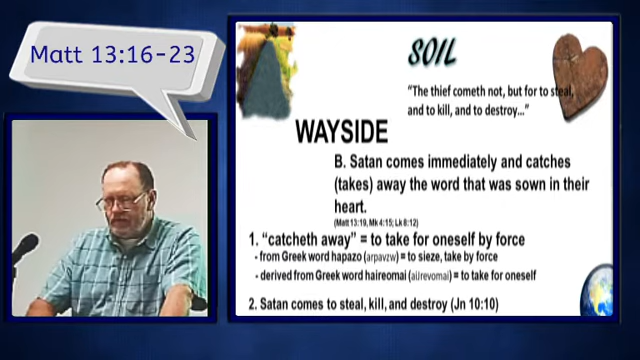 Matt 13:16-23
SOIL
"The thief cometh not, but for to steal,
and to kill, and to destroy..."
WAYSIDE
B. Satan comes immediately and catches
(takes) away the word that was sown in their
heart.
(Matt 13:19, Mk 4:15; Lk 8:12)
1. "catcheth away" = to take for oneself by force
- from Greek word hapazo (arpavzw) = to sieze, take by force
- derived from Greek word haireomai (aiJrevomai) = to take for oneself
2. Satan comes to steal, kill, and destroy (Jn 10:10)